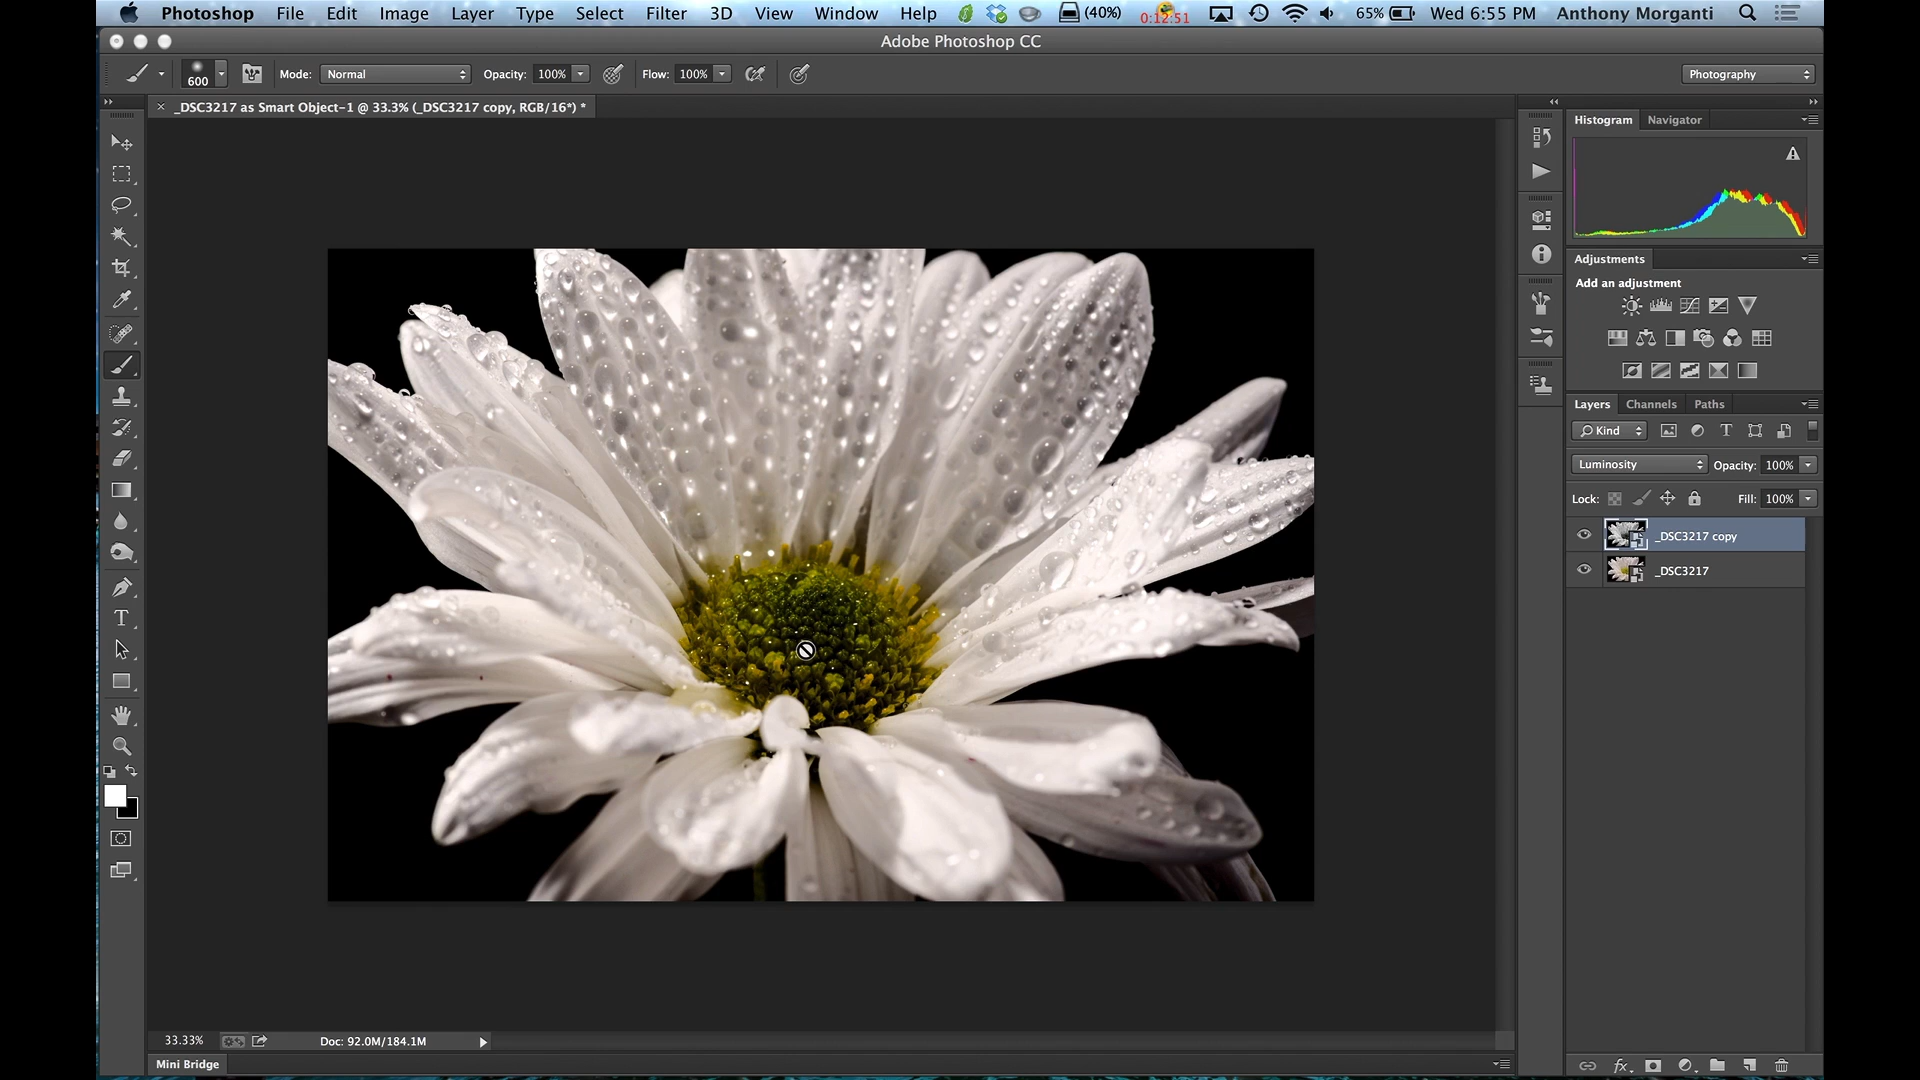 Photoshop File Edit Image Layer Type Select Filter 3D View Window Help (40%) 0:12:51 65% Wed 6:55 PM Anthony Morganti
Adobe Photoshop CC
600 Mode: Normal Opacity: 100% Flow: 100% Photography
_DSC3217 as Smart Object-1 @ 33.3% (_DSC3217 copy, RGB/16*) *
Histogram Navigator
Adjustments
Add an adjustment
Layers Channels Paths
Kind
Luminosity Opacity: 100%
Lock: Fill: 100%
_DSC3217 copy
_DSC3217
33.33% Doc: 92.0M/184.1M
Mini Bridge